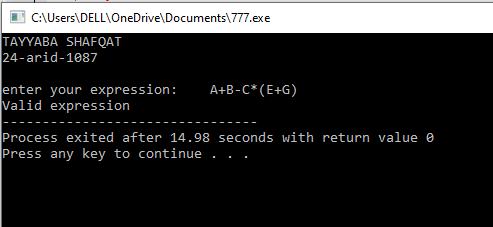 C:\Users\DELL\OneDrive\Documents\777.exe
TAYYABA SHAFQAT
24-arid-1087
enter your expression:    A+B-C*(E+G)
Valid expression
--------------------------------
Process exited after 14.98 seconds with return value 0
Press any key to continue . . .